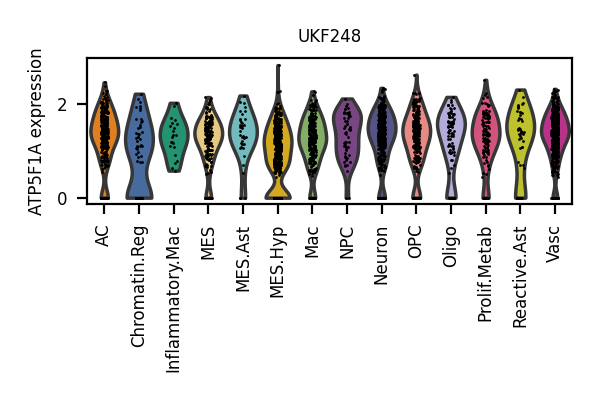 UKF248
ATP5F1A expression
2
0
AC
Chromatin.Reg
Inflammatory.Mac
MES
MES.Ast
MES.Hyp
Mac
NPC
Neuron
OPC
Oligo
Prolif.Metab
Reactive.Ast
Vasc